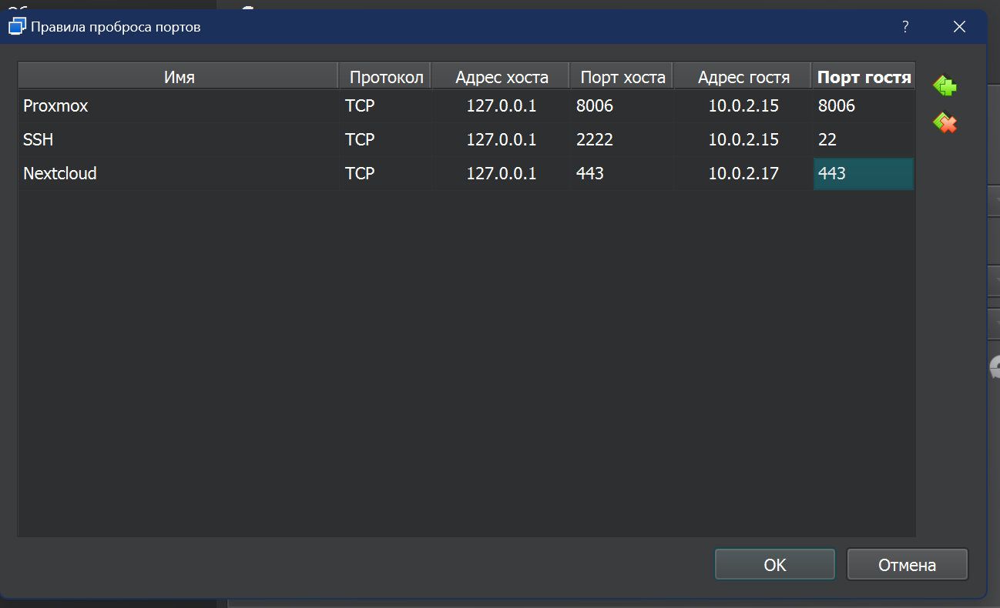 Правила проброса портов ?
Имя Протокол Адрес хоста Порт хоста Адрес гостя Порт гостя
Proxmox TCP 127.0.0.1 8006 10.0.2.15 8006
SSH TCP 127.0.0.1 2222 10.0.2.15 22
Nextcloud TCP 127.0.0.1 443 10.0.2.17 443
OK Отмена